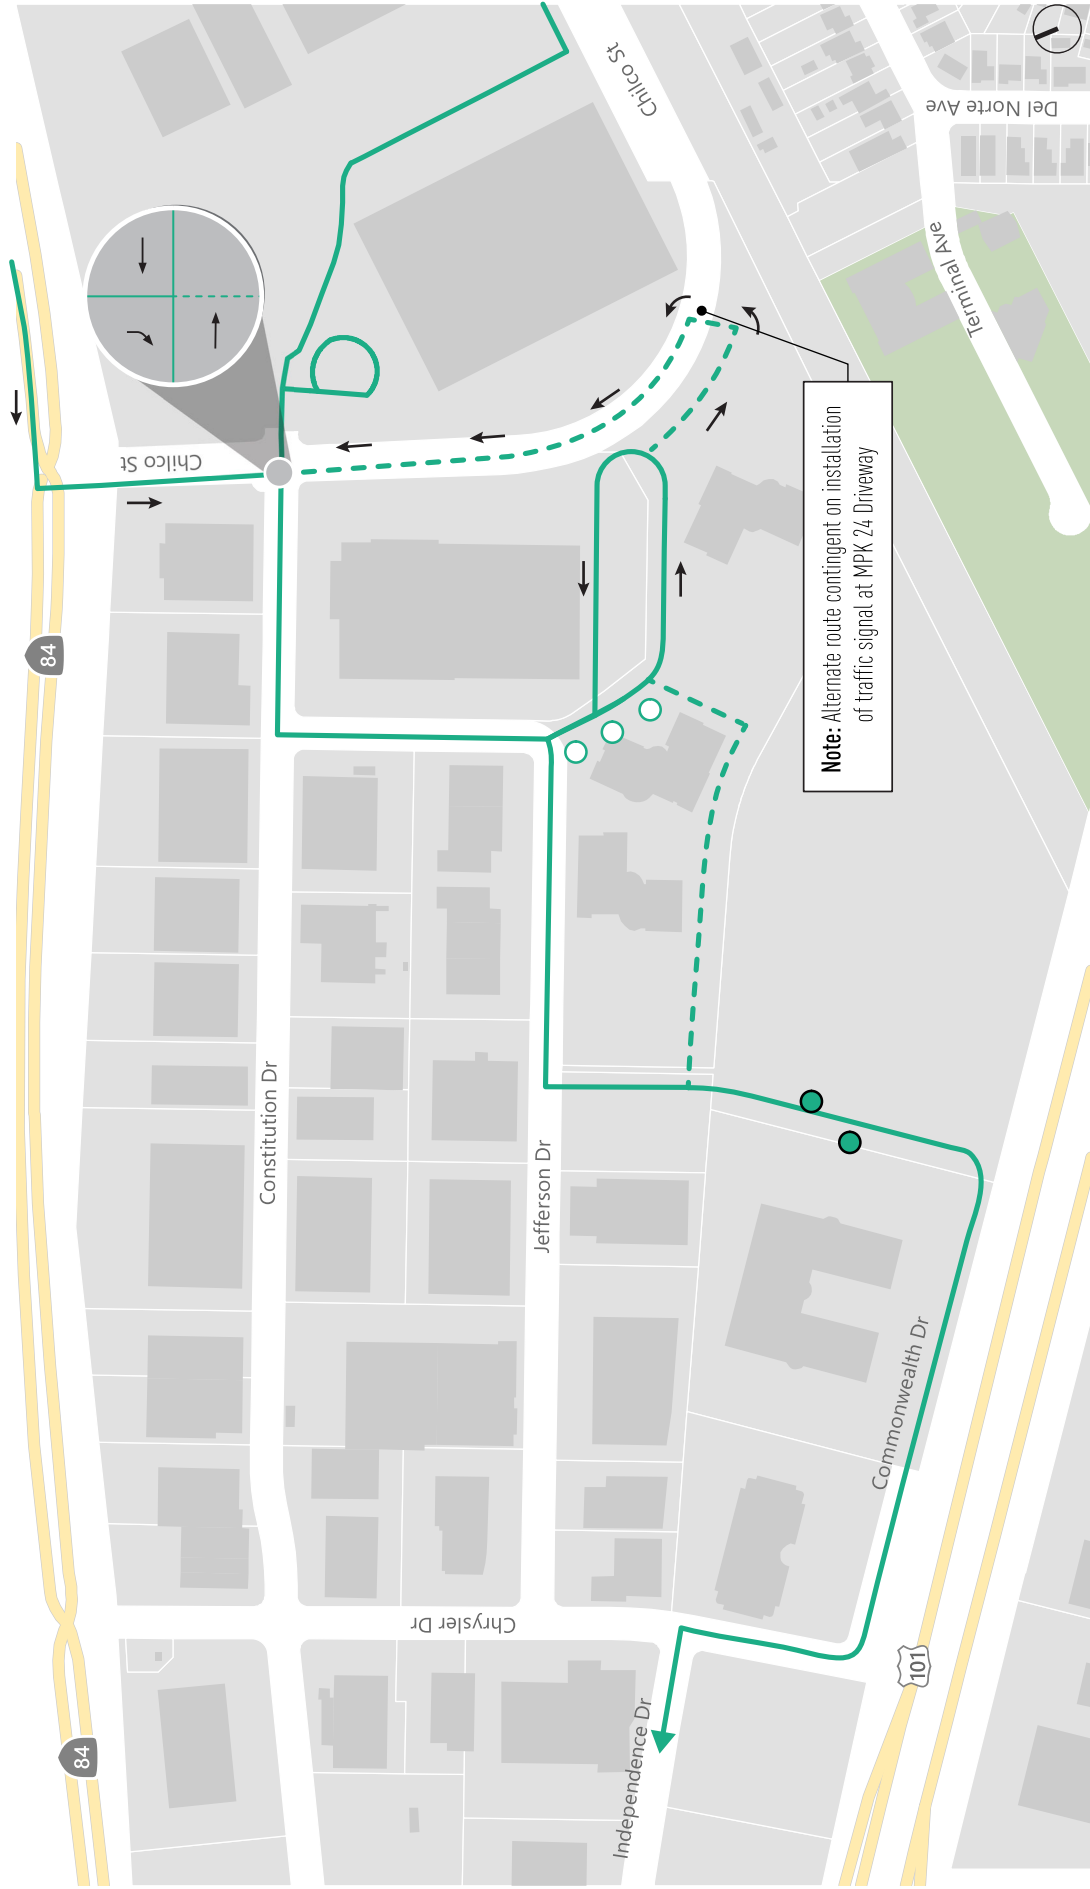 Chilco St
Del Norte Ave
Terminal Ave
Chilco St
84
Note: Alternate route contingent on installation
of traffic signal at MPK 24 Driveway
Constitution Dr
Jefferson Dr
Commonwealth Dr
Chrysler Dr
101
Independence Dr
84